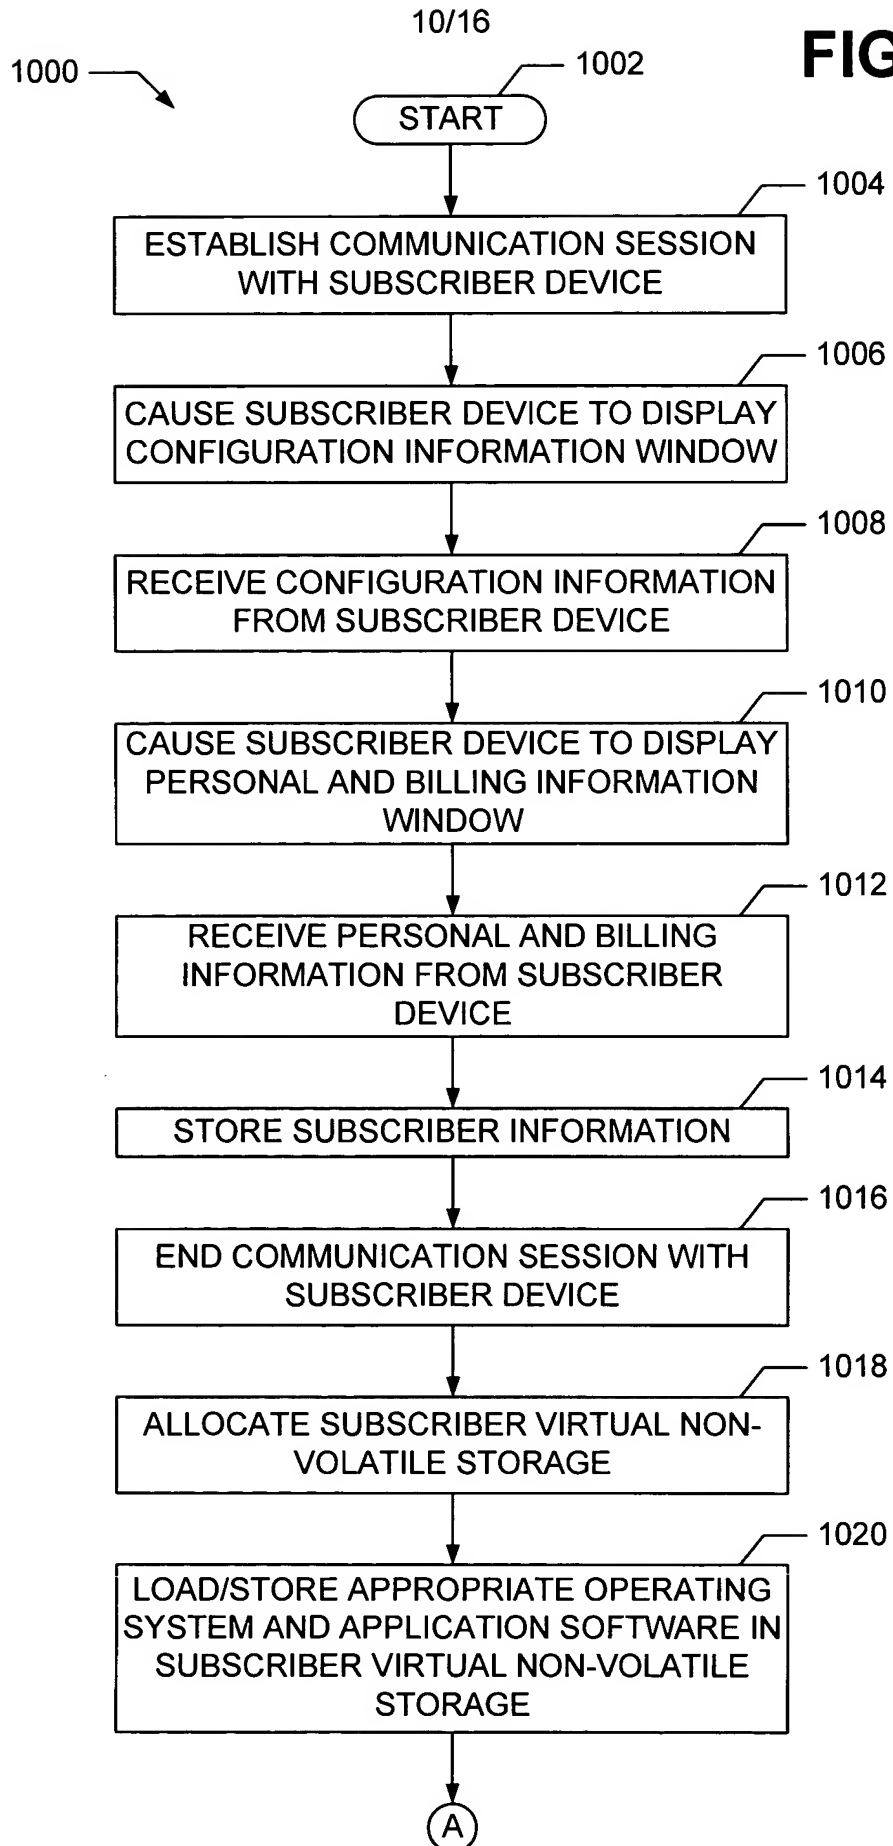 10/16
FIG
1000
1002
START
1004
ESTABLISH COMMUNICATION SESSION
WITH SUBSCRIBER DEVICE
1006
CAUSE SUBSCRIBER DEVICE TO DISPLAY
CONFIGURATION INFORMATION WINDOW
1008
RECEIVE CONFIGURATION INFORMATION
FROM SUBSCRIBER DEVICE
1010
CAUSE SUBSCRIBER DEVICE TO DISPLAY
PERSONAL AND BILLING INFORMATION
WINDOW
1012
RECEIVE PERSONAL AND BILLING
INFORMATION FROM SUBSCRIBER
DEVICE
1014
STORE SUBSCRIBER INFORMATION
1016
END COMMUNICATION SESSION WITH
SUBSCRIBER DEVICE
1018
ALLOCATE SUBSCRIBER VIRTUAL NON-
VOLATILE STORAGE
1020
LOAD/STORE APPROPRIATE OPERATING
SYSTEM AND APPLICATION SOFTWARE IN
SUBSCRIBER VIRTUAL NON-VOLATILE
STORAGE
A